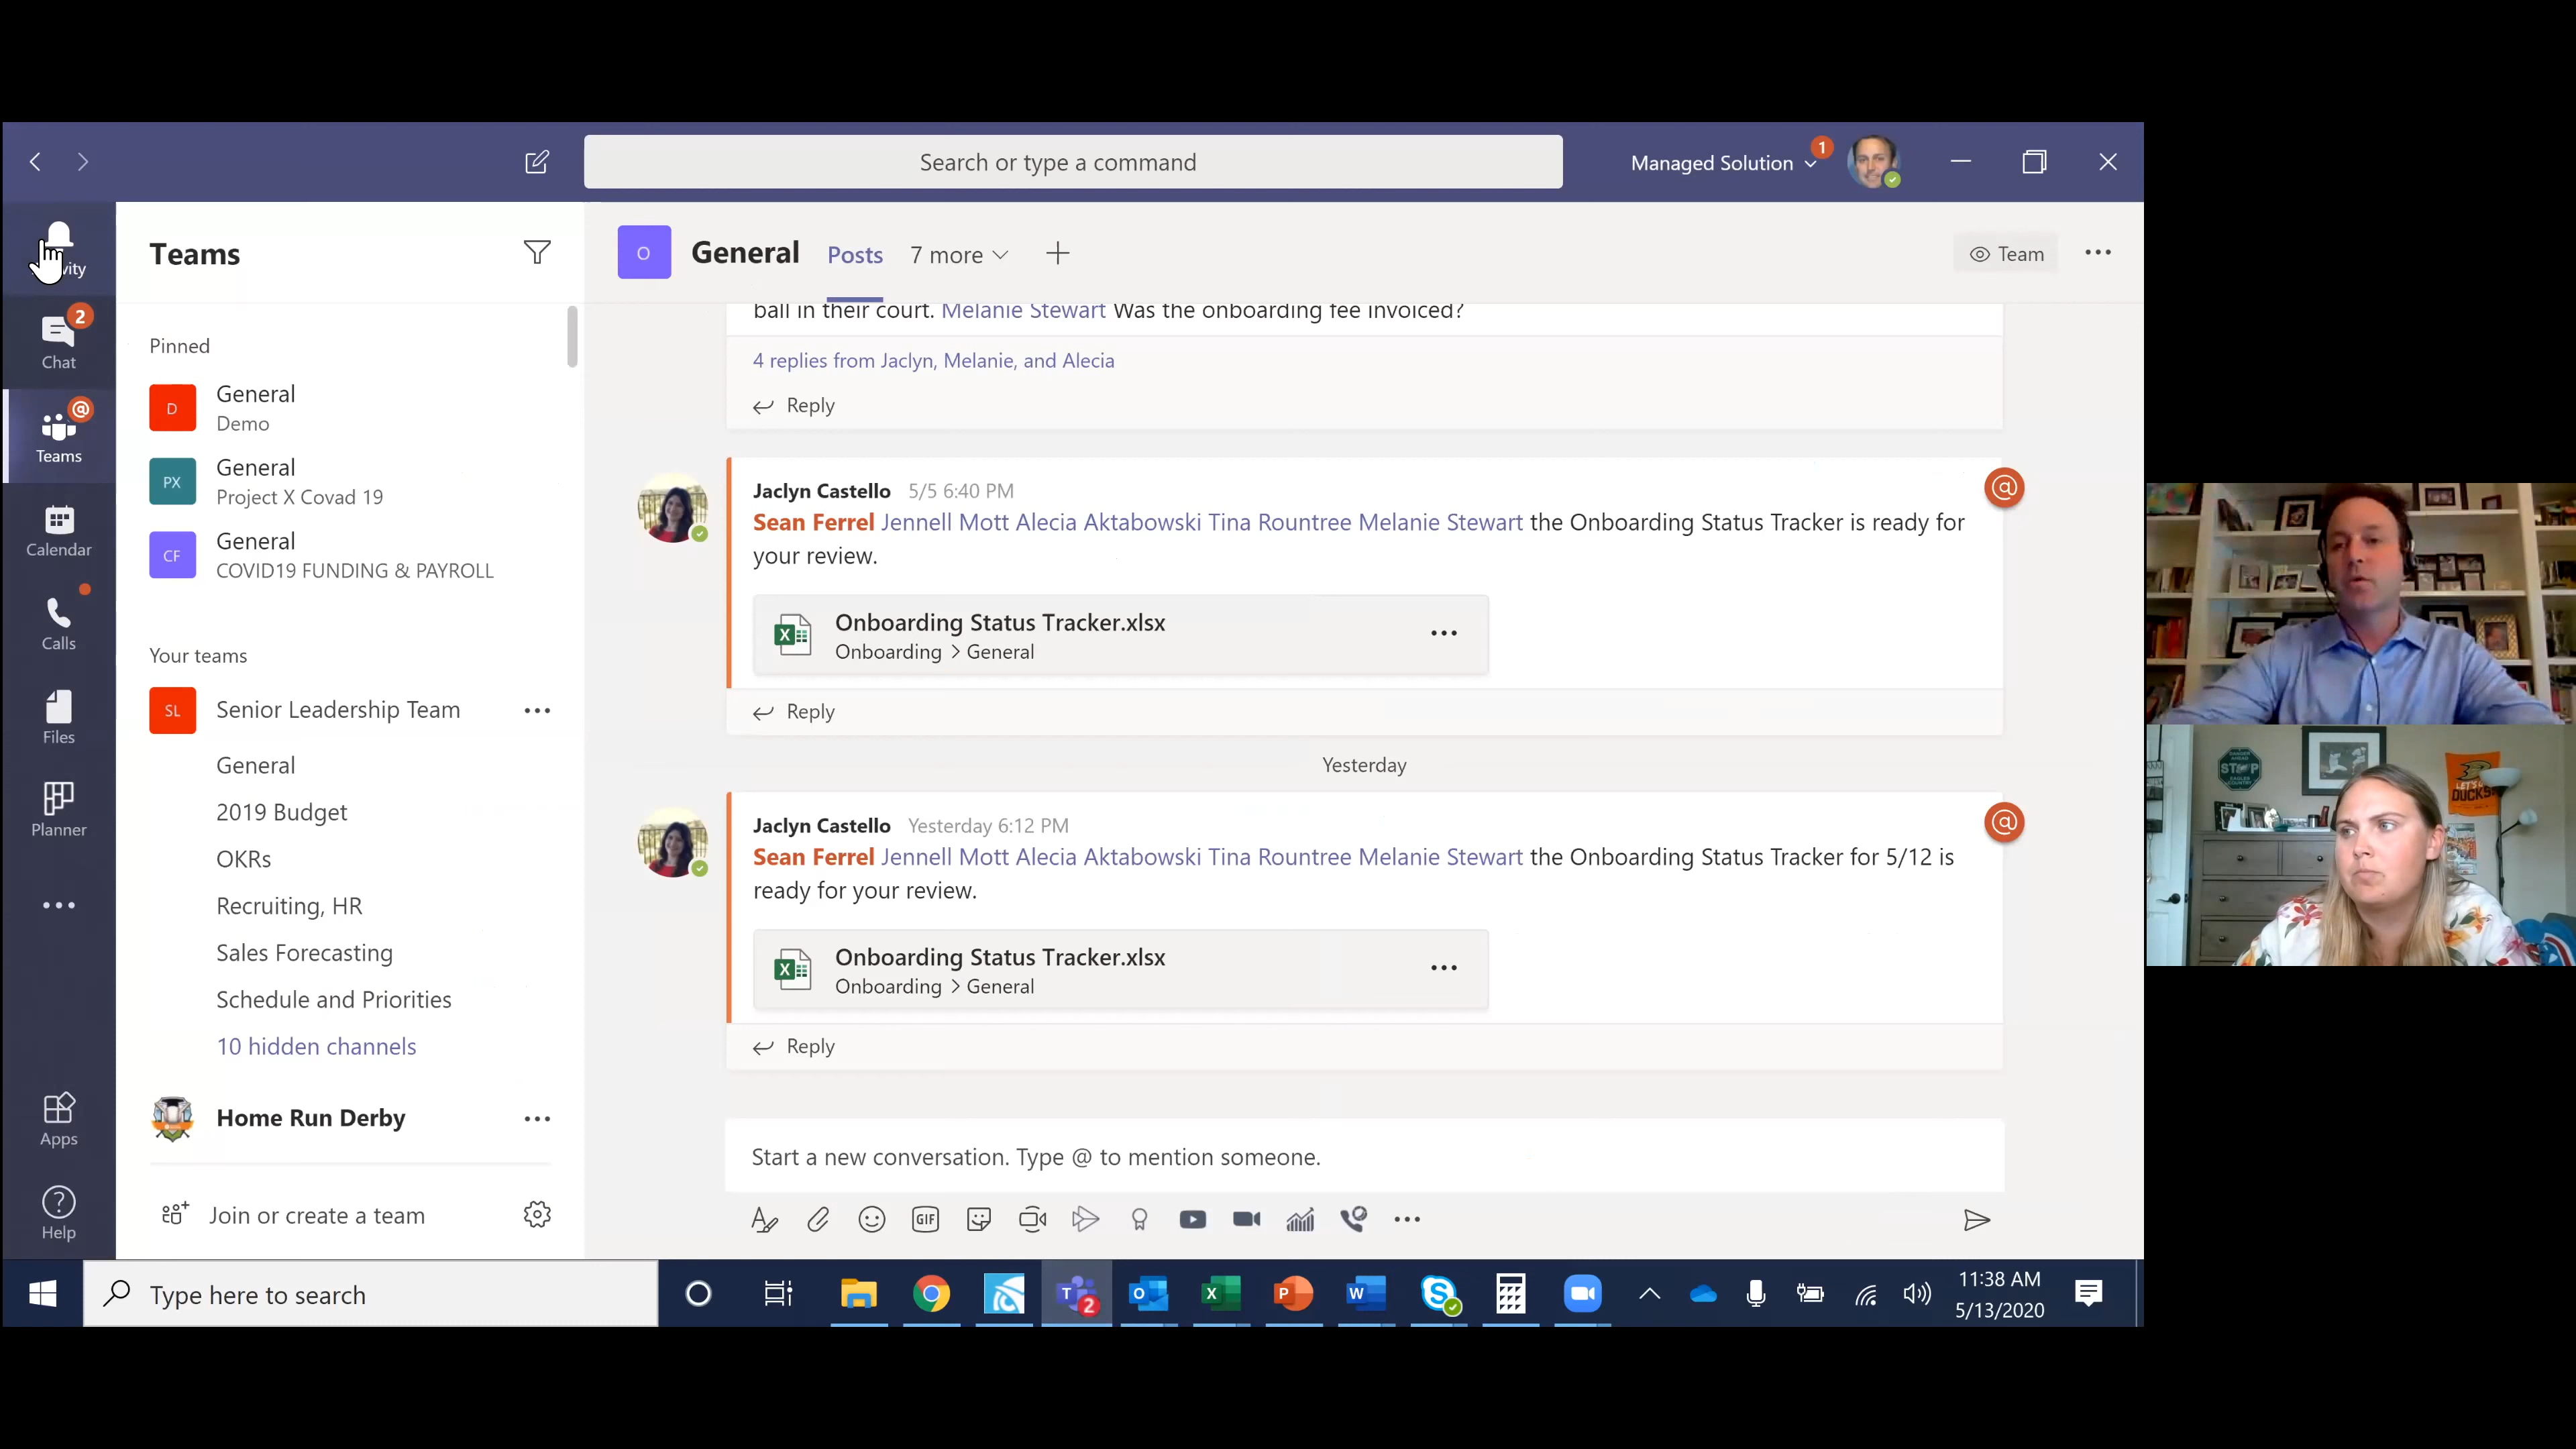 Search or type a command
Managed Solution
1
Activity
2
Chat
@
Teams
Calendar
Calls
Files
Planner
Apps
Help
Teams
Pinned
D
General
Demo
PX
General
Project X Covad 19
CF
General
COVID19 FUNDING & PAYROLL
Your teams
SL
Senior Leadership Team
General
2019 Budget
OKRs
Recruiting, HR
Sales Forecasting
Schedule and Priorities
10 hidden channels
Home Run Derby
Join or create a team
O
General
Posts
7 more
Team
ball in their court. Melanie Stewart Was the onboarding fee invoiced?
4 replies from Jaclyn, Melanie, and Alecia
Reply
Jaclyn Castello 5/5 6:40 PM
@
Sean Ferrel Jennell Mott Alecia Aktabowski Tina Rountree Melanie Stewart the Onboarding Status Tracker is ready for
your review.
Onboarding Status Tracker.xlsx
Onboarding > General
Reply
Yesterday
Jaclyn Castello Yesterday 6:12 PM
@
Sean Ferrel Jennell Mott Alecia Aktabowski Tina Rountree Melanie Stewart the Onboarding Status Tracker for 5/12 is
ready for your review.
Onboarding Status Tracker.xlsx
Onboarding > General
Reply
Start a new conversation. Type @ to mention someone.
GIF
STOP
LET'S
DUCKS
Type here to search
T
2
O
X
P
W
S
11:38 AM
5/13/2020